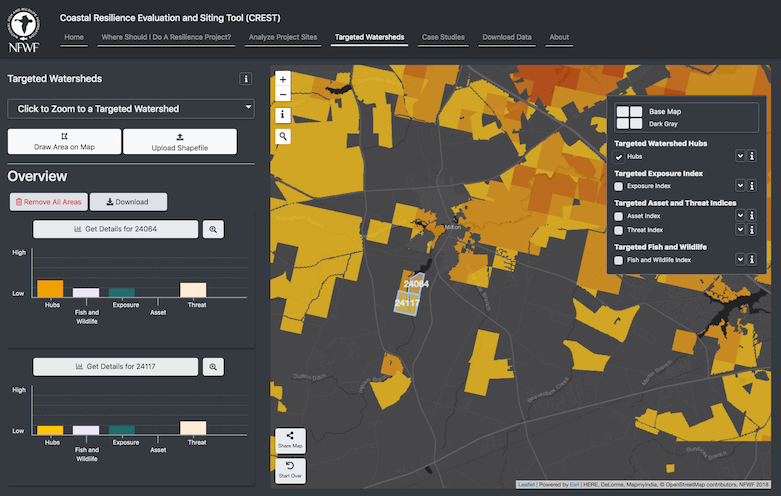 Coastal Resilience Evaluation and Siting Tool (CREST)
NFWF
Home
Where Should I Do A Resilience Project?
Analyze Project Sites
Targeted Watersheds
Case Studies
Download Data
About
Targeted Watersheds
i
Click to Zoom to a Targeted Watershed
Draw Area on Map
Upload Shapefile
Overview
Remove All Areas
Download
Get Details for 24064
High
Low
Hubs
Fish and
Wildlife
Exposure
Asset
Threat
Get Details for 24117
High
Low
Hubs
Fish and
Wildlife
Exposure
Asset
Threat
+
−
i
Milton
24064
24117
Share Map
Start Over
Base Map
Dark Gray
Targeted Watershed Hubs
Hubs
i
Targeted Exposure Index
Exposure Index
i
Targeted Asset and Threat Indices
Asset Index
i
Threat Index
i
Targeted Fish and Wildlife
Fish and Wildlife Index
i
Leaflet | Powered by Esri | HERE, DeLorme, MapmyIndia, © OpenStreetMap contributors, NFWF 2018